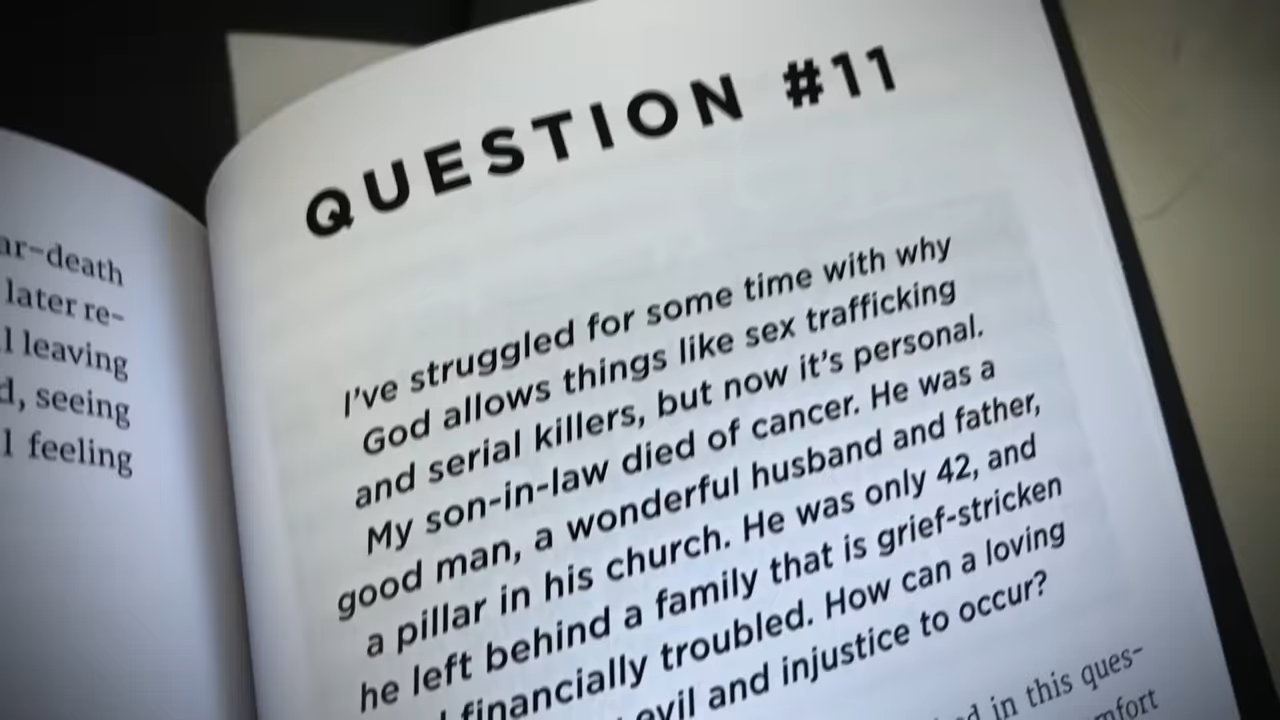 ar-death
later re-
leaving
seeing
feeling
QUESTION #11
I've struggled for some time with why
God allows things like sex trafficking
and serial killers, but now it's personal.
My son-in-law died of cancer. He was a
good man, a wonderful husband and father,
a pillar in his church. He was only 42, and
he left behind a family that is grief-stricken
financially troubled. How can a loving
evil and injustice to occur?
in this ques-